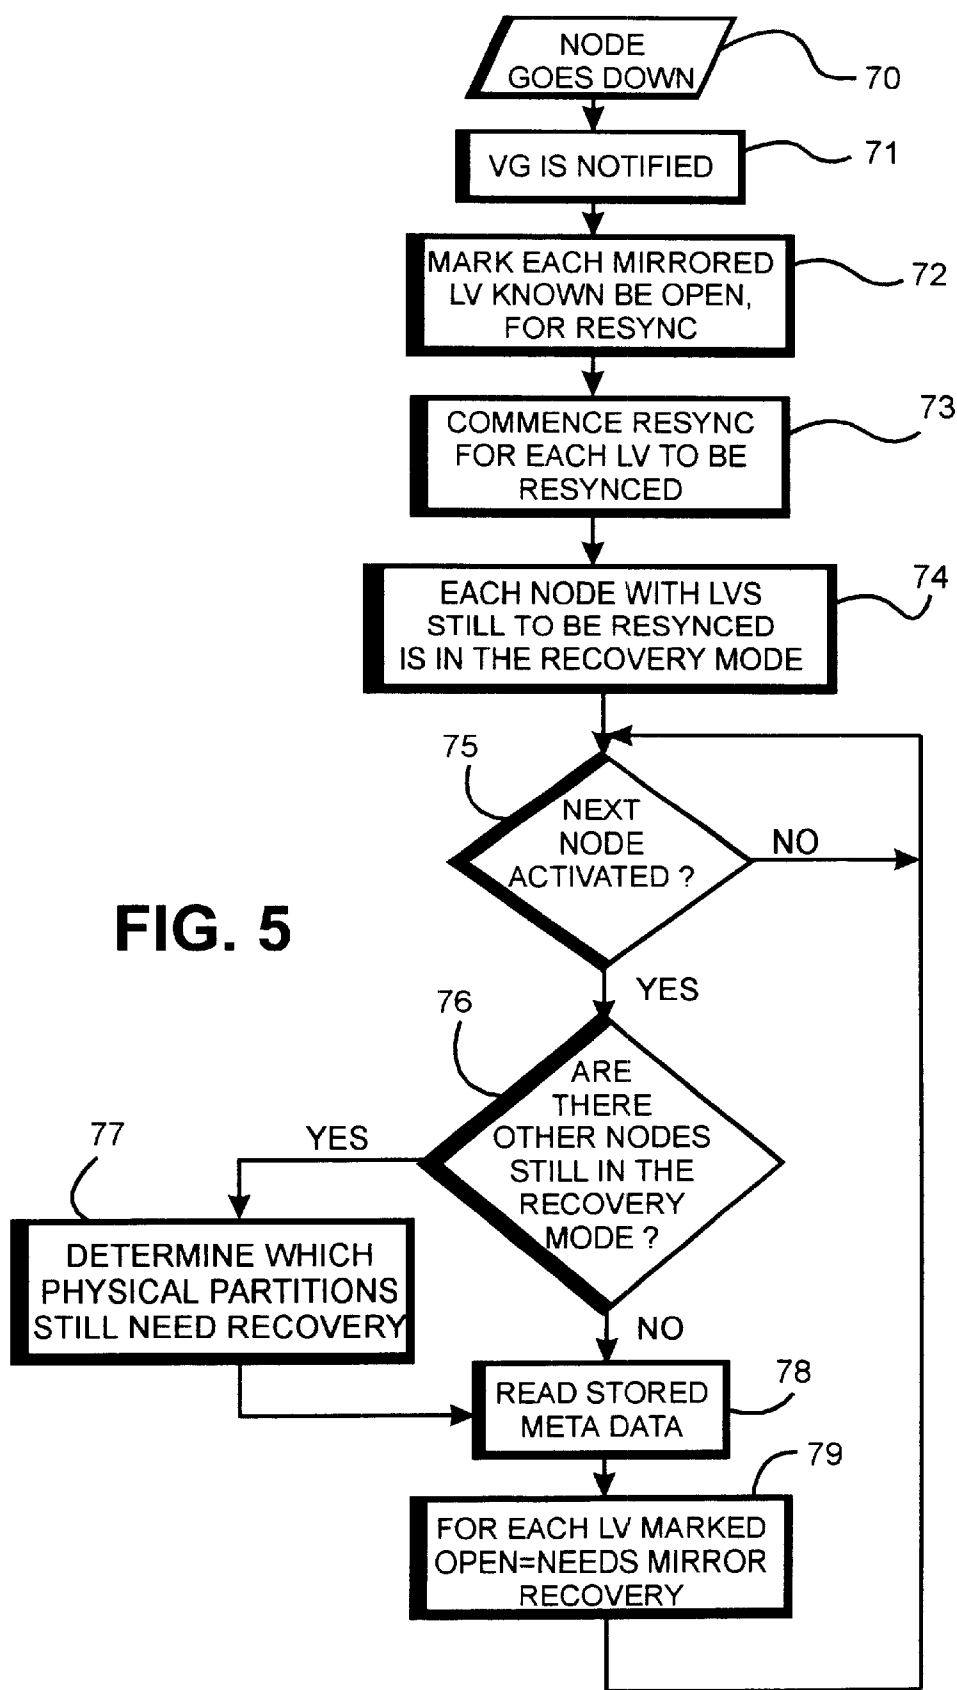 NODE
GOES DOWN
70
VG IS NOTIFIED
71
MARK EACH MIRRORED
LV KNOWN BE OPEN,
FOR RESYNC
72
COMMENCE RESYNC
FOR EACH LV TO BE
RESYNCED
73
EACH NODE WITH LVS
STILL TO BE RESYNCED
IS IN THE RECOVERY MODE
74
75
NEXT
NODE
ACTIVATED ?
NO
FIG. 5
YES
76
ARE
THERE
OTHER NODES
STILL IN THE
RECOVERY
MODE ?
YES
77
DETERMINE WHICH
PHYSICAL PARTITIONS
STILL NEED RECOVERY
NO
READ STORED
META DATA
78
79
FOR EACH LV MARKED
OPEN=NEEDS MIRROR
RECOVERY